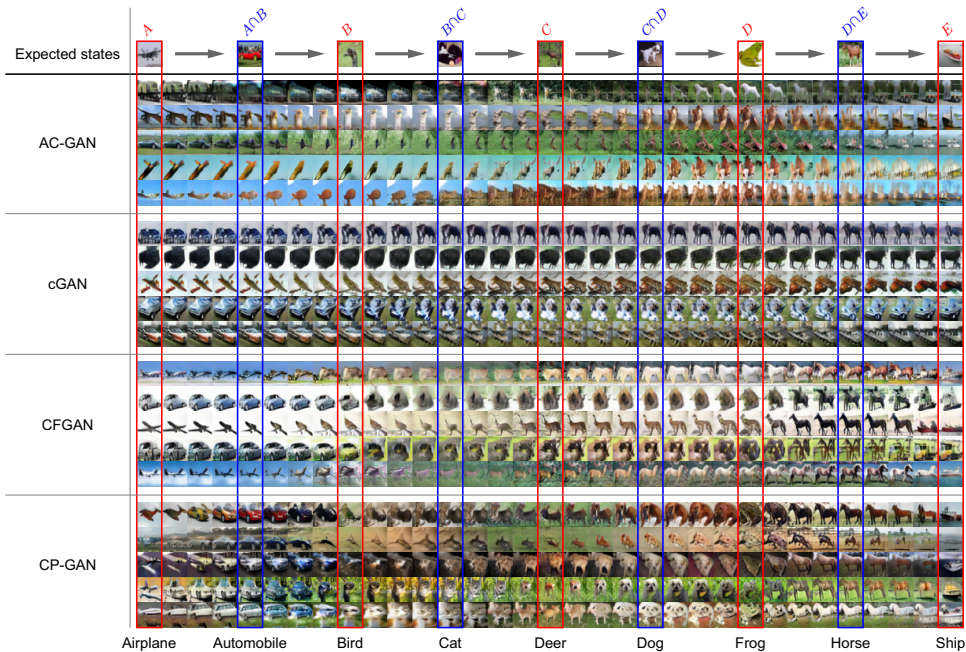 A A∩B B B∩C C C∩D D D∩E E
Expected states
AC-GAN
cGAN
CFGAN
CP-GAN
Airplane Automobile Bird Cat Deer Dog Frog Horse Ship